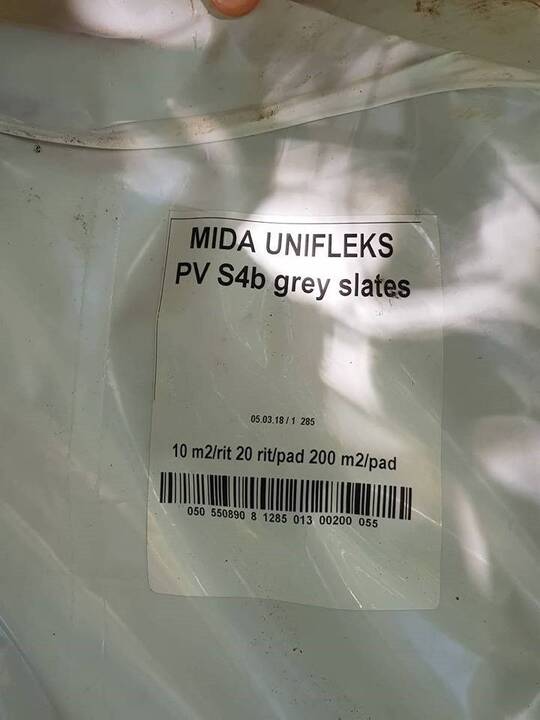 MIDA UNIFLEKS
PV S4b grey slates
05.03.18 / 1 285
10 m2/rit 20 rit/pad 200 m2/pad
050 550890 8 1285 013 00200 055